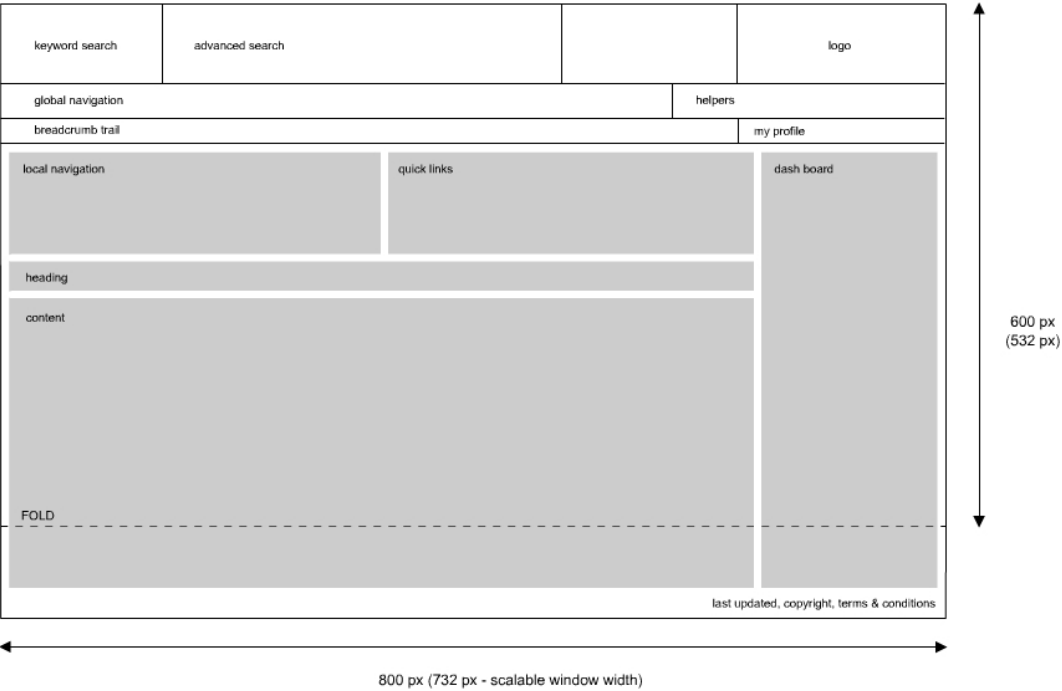 keyword search
advanced search
logo
global navigation
helpers
breadcrumb trail
my profile
local navigation
quick links
dash board
heading
content
600 px
(532 px)
FOLD
last updated, copyright, terms & conditions
800 px (732 px - scalable window width)